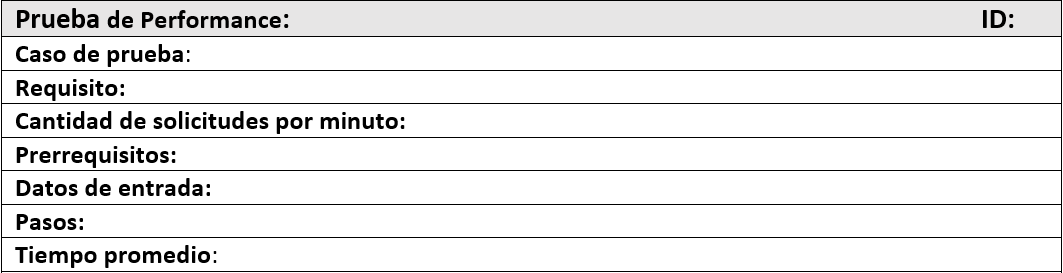 Prueba de Performance: ID:
Caso de prueba:
Requisito:
Cantidad de solicitudes por minuto:
Prerrequisitos:
Datos de entrada:
Pasos:
Tiempo promedio: